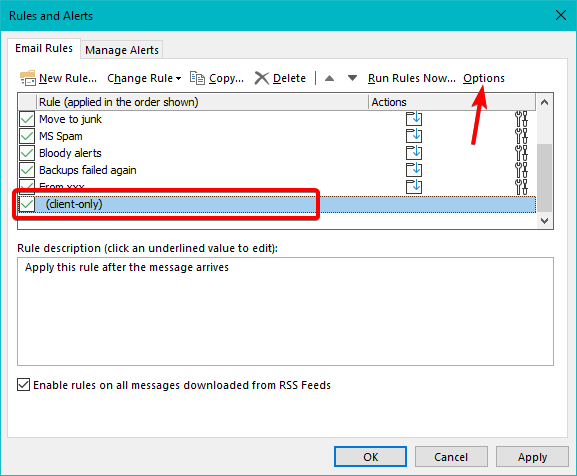 Rules and Alerts
Email Rules Manage Alerts
New Rule... Change Rule Copy... Delete Run Rules Now... Options
Rule (applied in the order shown) Actions
Move to junk
MS Spam
Bloody alerts
Backups failed again
From xxx
(client-only)
Rule description (click an underlined value to edit):
Apply this rule after the message arrives
Enable rules on all messages downloaded from RSS Feeds
OK Cancel Apply